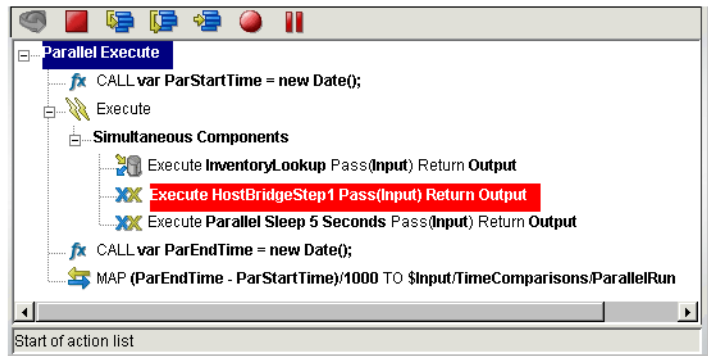 Parallel Execute
CALL var ParStartTime = new Date();
Execute
Simultaneous Components
Execute InventoryLookup Pass(Input) Return Output
Execute HostBridgeStep1 Pass(Input) Return Output
Execute Parallel Sleep 5 Seconds Pass(Input) Return Output
CALL var ParEndTime = new Date();
MAP (ParEndTime - ParStartTime)/1000 TO $Input/TimeComparisons/ParallelRun
Start of action list